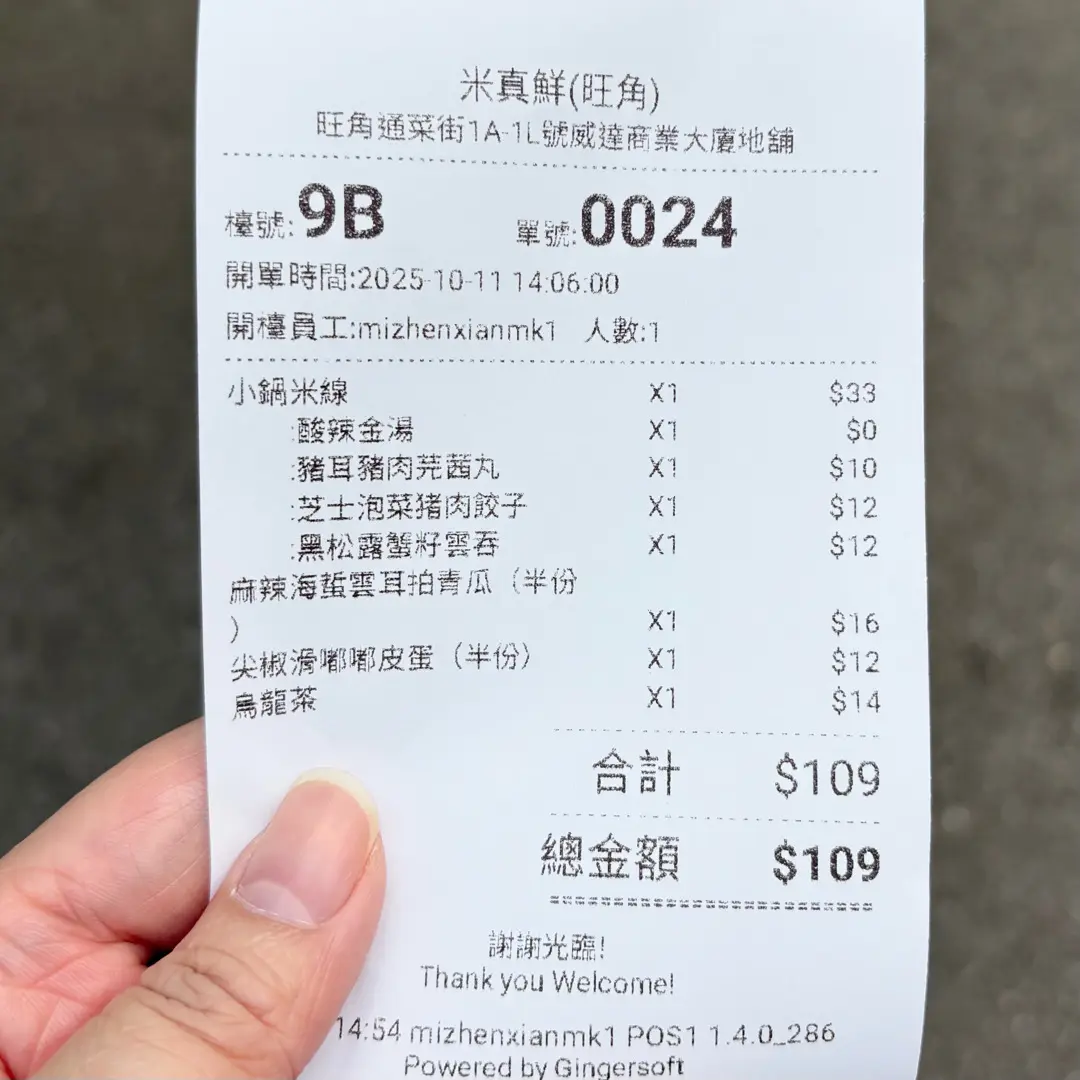 米真鮮(旺角)
旺角通菜街1A-1L號威達商業大廈地舖
檯號:9B 單號:0024
開單時間:2025-10-11 14:06:00
開檯員工:mizhenxianmk1 人數:1
小鍋米線 X1 $33
:酸辣金湯 X1 $0
:豬耳豬肉芫茜丸 X1 $10
:芝士泡菜猪肉餃子 X1 $12
:黑松露蟹籽雲吞 X1 $12
麻辣海蜇雲耳拍青瓜（半份
） X1 $16
尖椒滑嘟嘟皮蛋（半份） X1 $12
烏龍茶 X1 $14
合計 $109
總金額 $109
謝謝光臨!
Thank you Welcome!
14:54 mizhenxianmk1 POS1 1.4.0_286
Powered by Gingersoft